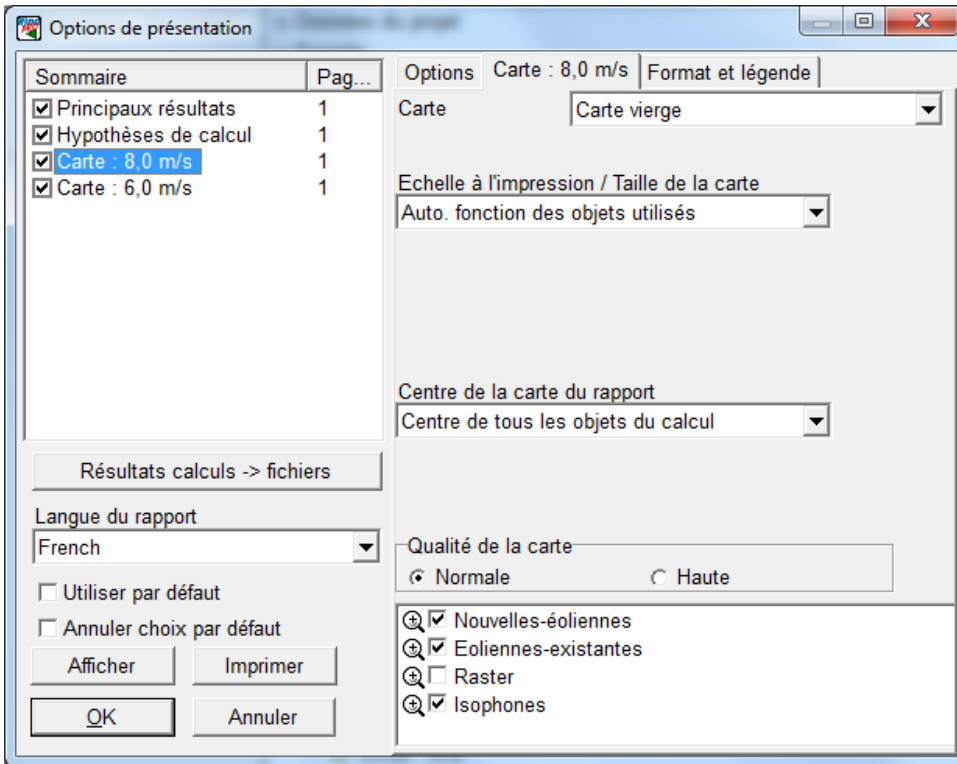 Options de présentation
Sommaire Pag...
Principaux résultats 1
Hypothèses de calcul 1
Carte : 8,0 m/s 1
Carte : 6,0 m/s 1
Résultats calculs -> fichiers
Langue du rapport
French
Utiliser par défaut
Annuler choix par défaut
Afficher Imprimer
OK Annuler
Options Carte : 8,0 m/s Format et légende
Carte Carte vierge
Echelle à l'impression / Taille de la carte
Auto. fonction des objets utilisés
Centre de la carte du rapport
Centre de tous les objets du calcul
Qualité de la carte
Normale Haute
Nouvelles-éoliennes
Eoliennes-existantes
Raster
Isophones